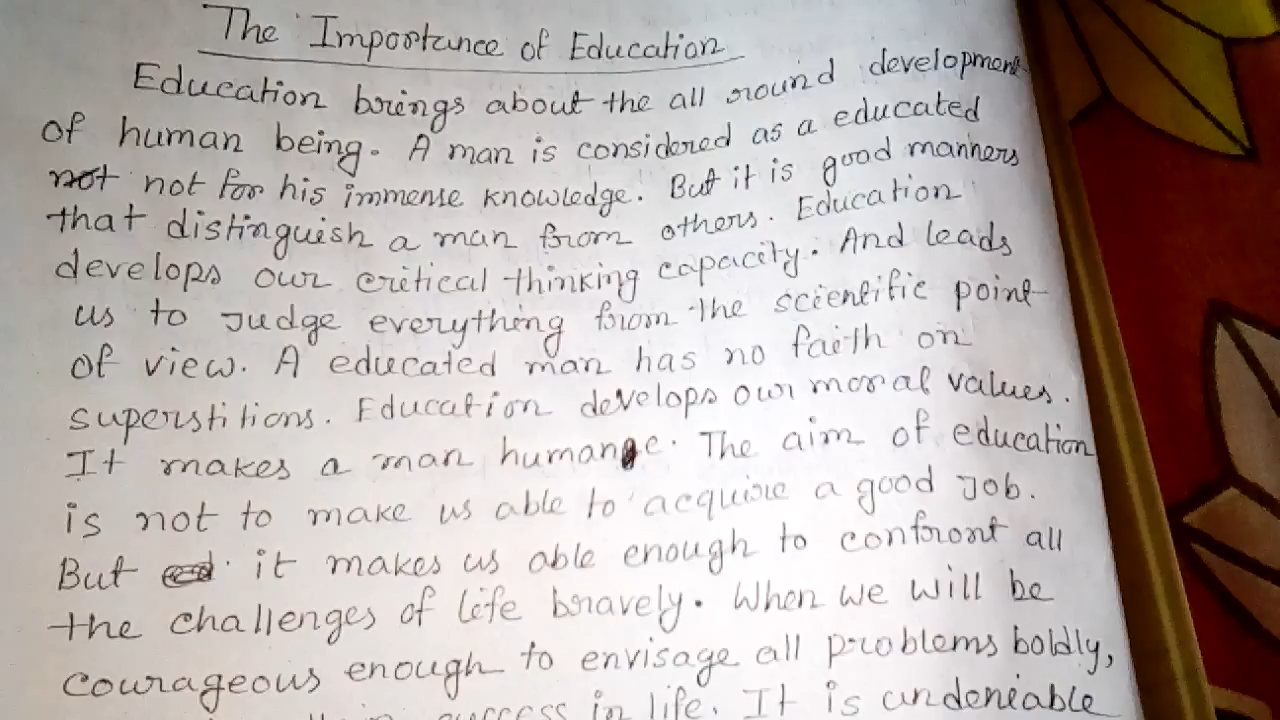 The Importance of Education
Education brings about the all round development
of human being. A man is considered as a educated
not not for his immense knowledge. But it is good manners
that distinguish a man from others. Education
develops our critical thinking capacity. And leads
us to Judge everything from the scientific point
of view. A educated man has no faith on
superstitions. Education develops our moral values.
It makes a man humane. The aim of education
is not to make us able to acquire a good Job.
But it makes us able enough to confront all
the challenges of life bravely. When we will be
courageous enough to envisage all problems boldly,
success in life. It is undeniable